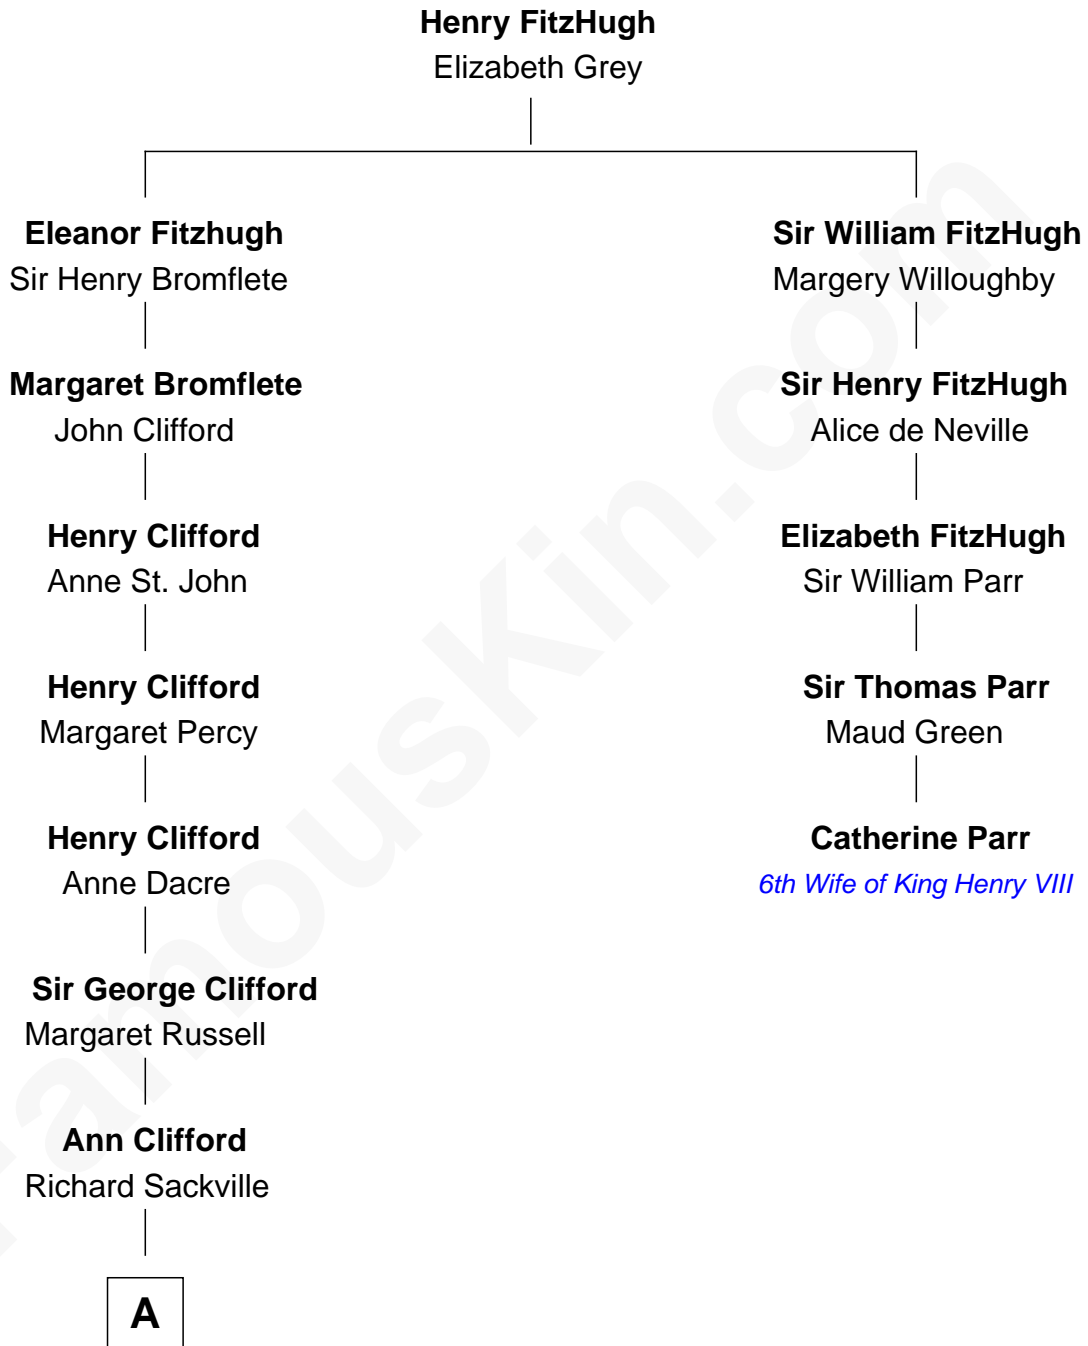 Henry FitzHugh
Elizabeth Grey
Eleanor Fitzhugh
Sir Henry Bromflete
Margaret Bromflete
John Clifford
Henry Clifford
Anne St. John
Henry Clifford
Margaret Percy
Henry Clifford
Anne Dacre
Sir George Clifford
Margaret Russell
Ann Clifford
Richard Sackville
A
Sir William FitzHugh
Margery Willoughby
Sir Henry FitzHugh
Alice de Neville
Elizabeth FitzHugh
Sir William Parr
Sir Thomas Parr
Maud Green
Catherine Parr
6th Wife of King Henry VIII
FamousKin.com